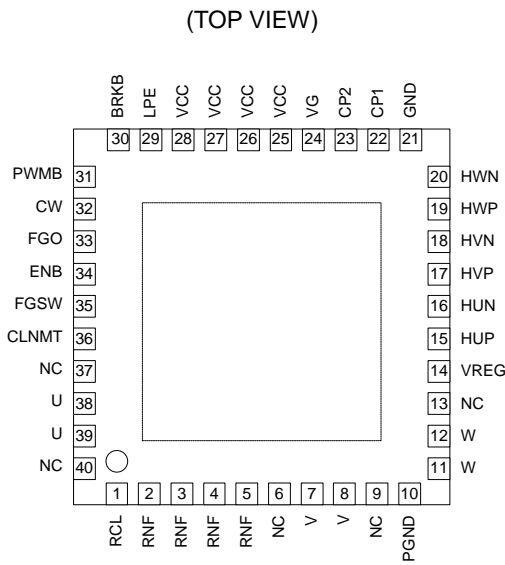 (TOP VIEW)
BRKB LPE VCC VCC VCC VCC VG CP2 CP1 GND
30 29 28 27 26 25 24 23 22 21
PWMB 31 20 HWN
CW 32 19 HWP
FGO 33 18 HVN
ENB 34 17 HVP
FGSW 35 16 HUN
CLNMT 36 15 HUP
NC 37 14 VREG
U 38 13 NC
U 39 12 W
NC 40 11 W
1 2 3 4 5 6 7 8 9 10
RCL RNF RNF RNF RNF NC V V NC PGND